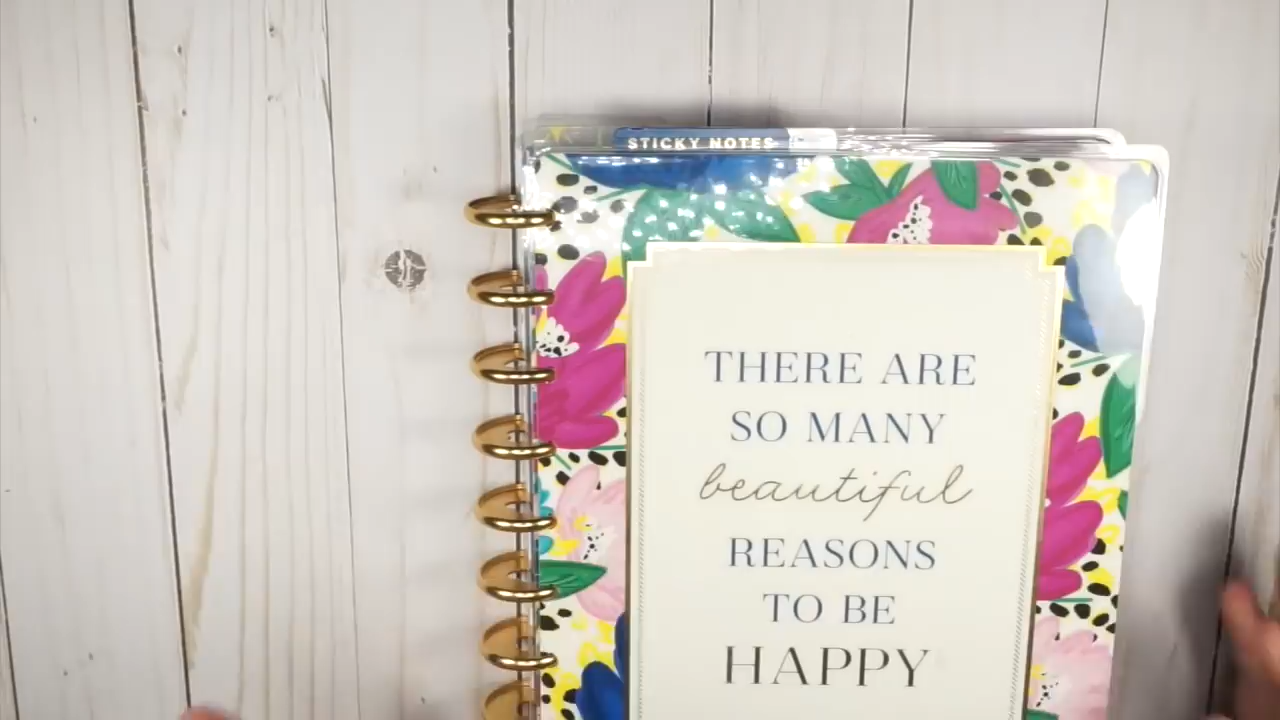 STICKY NOTES
THERE ARE
SO MANY
beautiful
REASONS
TO BE
HAPPY